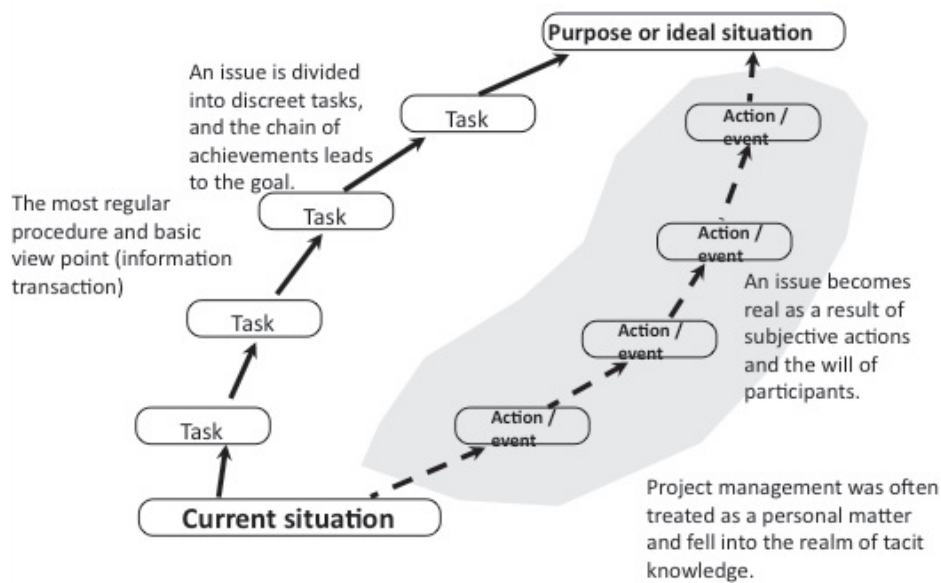 Purpose or ideal situation
An issue is divided
into discreet tasks,
and the chain of
achievements leads
to the goal.
Task
Action /
event
The most regular
procedure and basic
view point (information
transaction)
Task
Action /
event
An issue becomes
real as a result of
subjective actions
and the will of
participants.
Task
Action /
event
Task
Action /
event
Current situation
Project management was often
treated as a personal matter
and fell into the realm of tacit
knowledge.